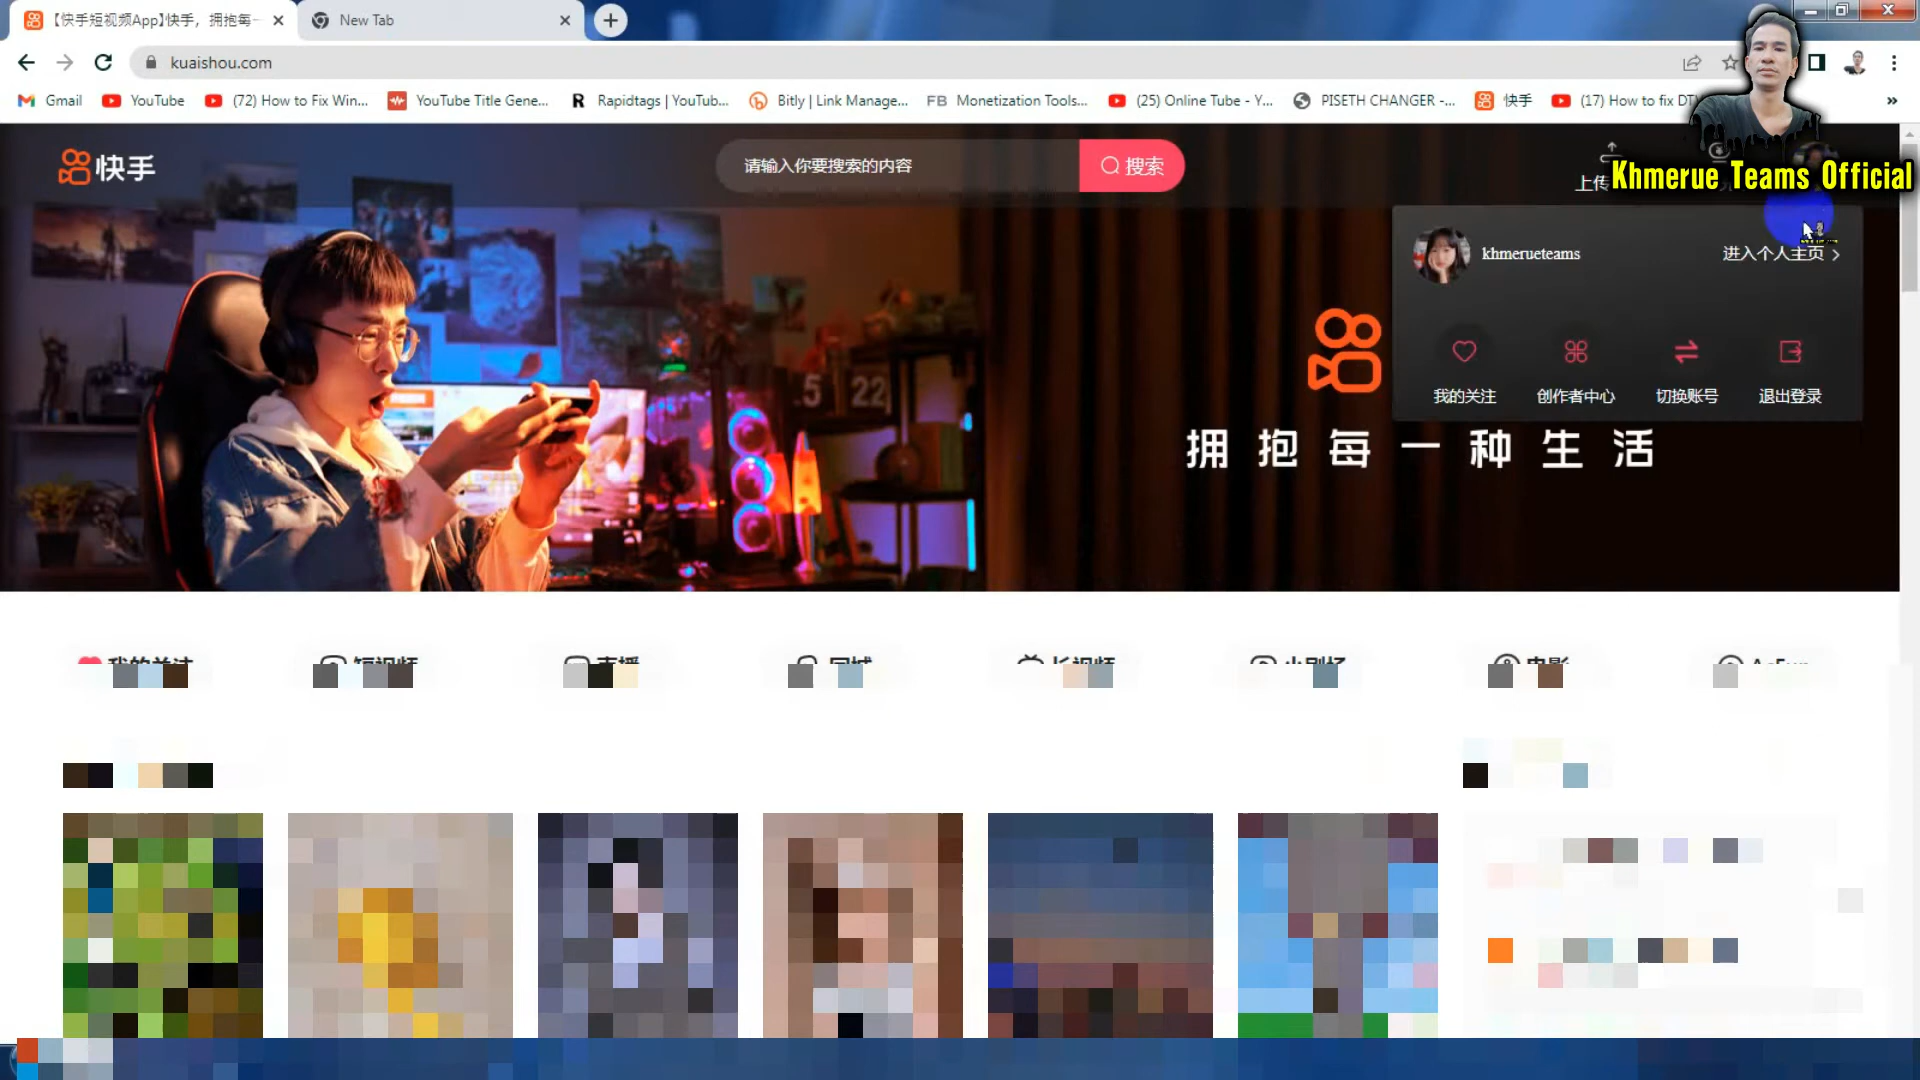 【快手短视频App】快手，拥抱每一
New Tab
kuaishou.com
Gmail
YouTube
(72) How to Fix Win...
YouTube Title Gene...
Rapidtags | YouTub...
Bitly | Link Manage...
FB Monetization Tools...
(25) Online Tube - Y...
PISETH CHANGER -...
快手
(17) How to fix DT
»
快手
请输入你要搜索的内容
搜索
上传
Khmerue Teams Official
khmerueteams
进入个人主页
我的关注
创作者中心
切换账号
退出登录
5 22
拥抱每一种生活